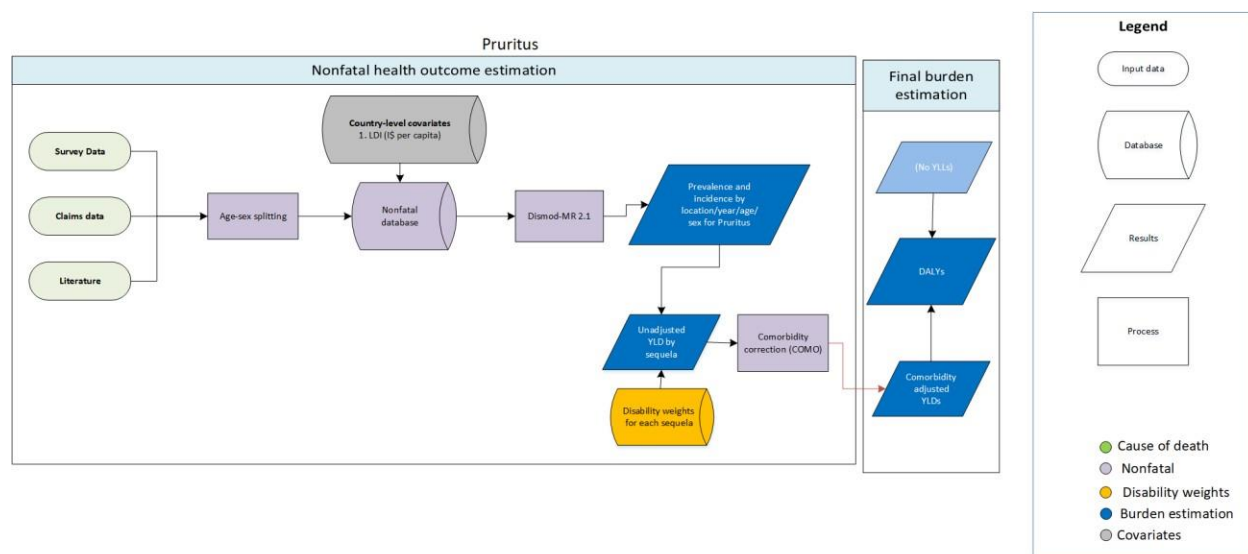 Pruritus
Nonfatal health outcome estimation
Final burden
estimation
Survey Data
Claims data
Literature
Age-sex splitting
Country-level covariates
1. LDI (I$ per capita)
Nonfatal
database
Dismod-MR 2.1
Prevalence and
incidence by
location/year/age/
sex for Pruritus
Unadjusted
YLD by
sequela
Disability weights
for each sequela
Comorbidity
correction (COMO)
(No YLLs)
DALYs
Comorbidity
adjusted
YLDs
Legend
Input data
Database
Results
Process
Cause of death
Nonfatal
Disability weights
Burden estimation
Covariates